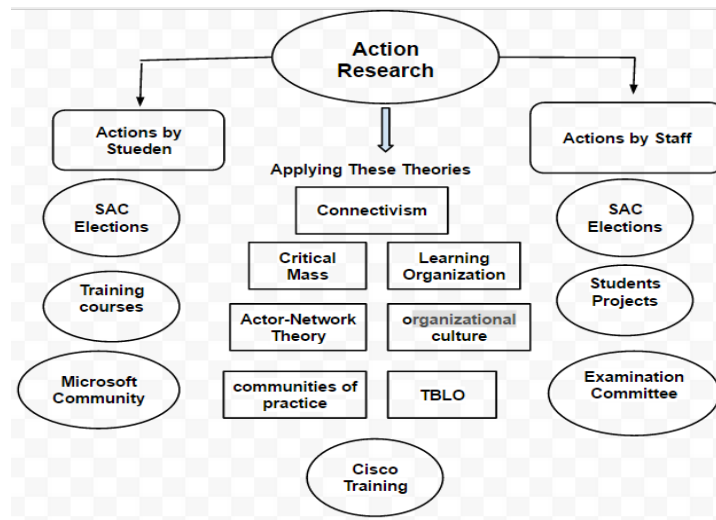 Action
Research
Actions by
Stueden
Actions by Staff
Applying These Theories
SAC
Elections
Connectivism
SAC
Elections
Critical
Mass
Learning
Organization
Training
courses
Students
Projects
Actor-Network
Theory
organizational
culture
Microsoft
Community
communities of
practice
TBLO
Examination
Committee
Cisco
Training